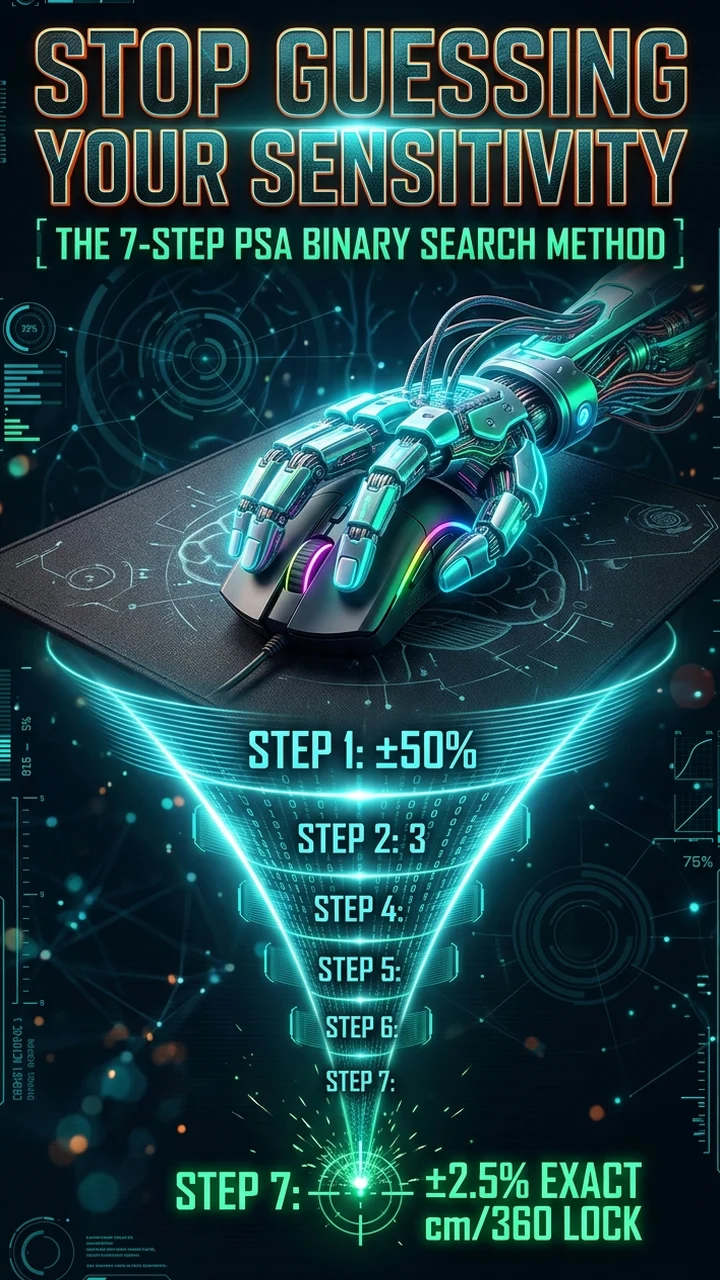 STOP GUESSING
YOUR SENSITIVITY
[ THE 7-STEP PSA BINARY SEARCH METHOD ]
STEP 1: ±50%
STEP 2: 3
75%
STEP 4:
STEP 5:
STEP 6:
STEP 7:
STEP 7:
±2.5% EXACT
cm/360 LOCK